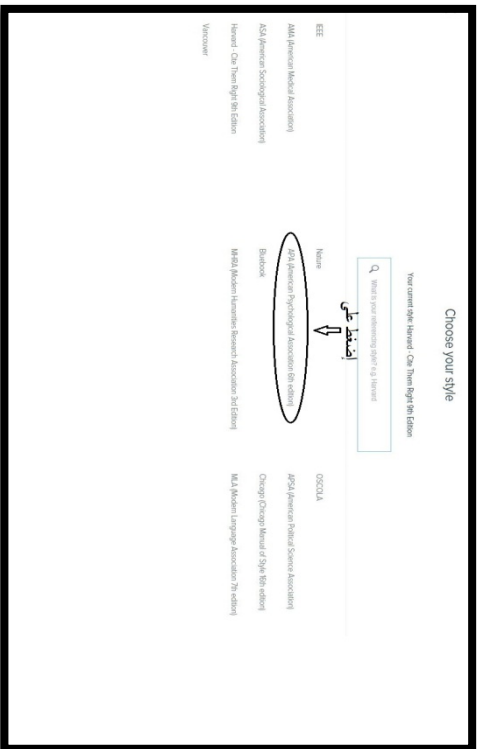 Choose your style
Your current style: Harvard - Cite Them Right 9th Edition
What is your referencing style? e.g. Harvard
إضغط على
IEEE
Nature
OSCOLA
AMA (American Medical Association)
APA (American Psychological Association 6th edition)
APSA (American Political Science Association)
ASA (American Sociological Association)
Bluebook
Chicago (Chicago Manual of Style 16th edition)
Harvard - Cite Them Right 9th Edition
MHRA (Modern Humanities Research Association 3rd Edition)
MLA (Modern Language Association 7th edition)
Vancouver